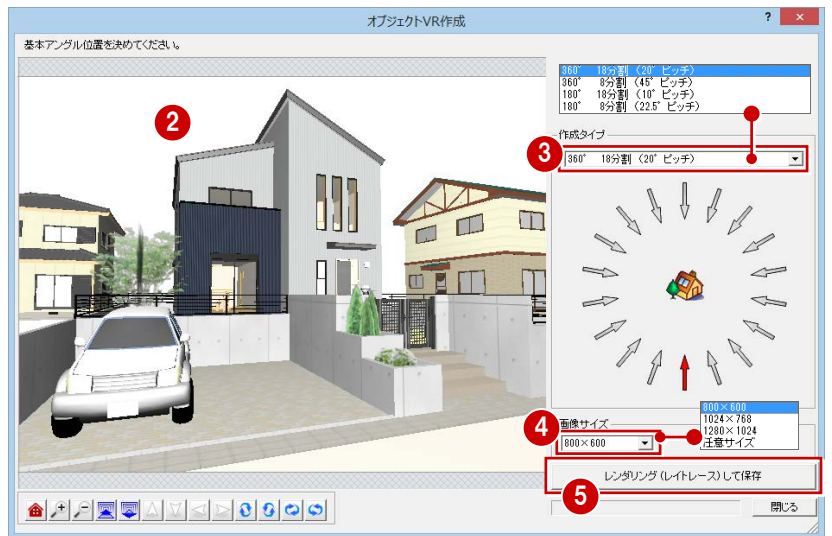 オブジェクトVR作成
? ×
基本アングル位置を決めてください。
2
360° 18分割 (20° ピッチ)
360° 8分割 (45° ピッチ)
180° 18分割 (10° ピッチ)
180° 8分割 (22.5° ピッチ)
作成タイプ
3
360° 18分割 (20° ピッチ)
800×600
1024×768
1280×1024
任意サイズ
4
画像サイズ
800×600
レンダリング (レイトレース) して保存
5
閉じる